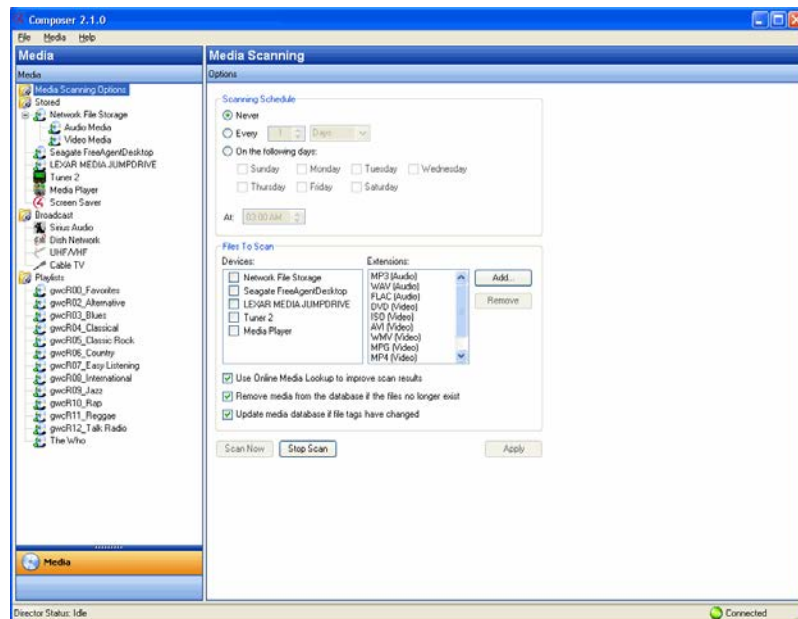 Composer 2.1.0
File Media Help
Media
Media
Media Scanning Options
Stored
Network File Storage
Audio Media
Video Media
Seagate FreeAgentDesktop
LEXAR MEDIA JUMPDRIVE
Tuner 2
Media Player
Screen Saver
Broadcast
Sirius Audio
Dish Network
UHF/VHF
Cable TV
Playlists
gwcR00_Favorites
gwcR02_Alternative
gwcR03_Blues
gwcR04_Classical
gwcR05_Classic Rock
gwcR06_Country
gwcR07_Easy Listening
gwcR08_International
gwcR09_Jazz
gwcR10_Rap
gwcR11_Reggae
gwcR12_Talk Radio
The Who
Media
Media Scanning
Options
Scanning Schedule
Never
Every 1 Days
On the following days:
Sunday Monday Tuesday Wednesday
Thursday Friday Saturday
At: 03:00 AM
Files To Scan
Devices:
Network File Storage
Seagate FreeAgentDesktop
LEXAR MEDIA JUMPDRIVE
Tuner 2
Media Player
Extensions:
MP3 (Audio)
WAV (Audio)
FLAC (Audio)
DVD (Video)
ISO (Video)
AVI (Video)
WMV (Video)
MPG (Video)
MP4 (Video)
Add...
Remove
Use Online Media Lookup to improve scan results
Remove media from the database if the files no longer exist
Update media database if file tags have changed
Scan Now Stop Scan Apply
Director Status: Idle
Connected